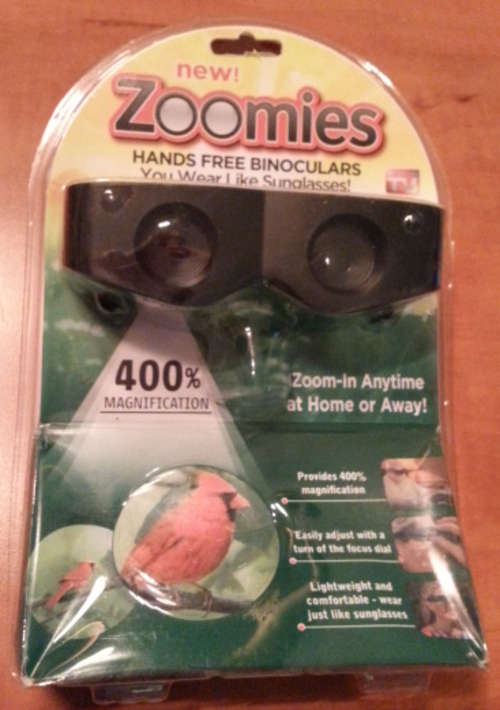 new!
Zoomies
HANDS FREE BINOCULARS
You Wear Like Sunglasses!
400%
MAGNIFICATION
Zoom-In Anytime
at Home or Away!
Provides 400%
magnification
Easily adjust with a
turn of the focus dial
Lightweight and
comfortable - wear
just like sunglasses